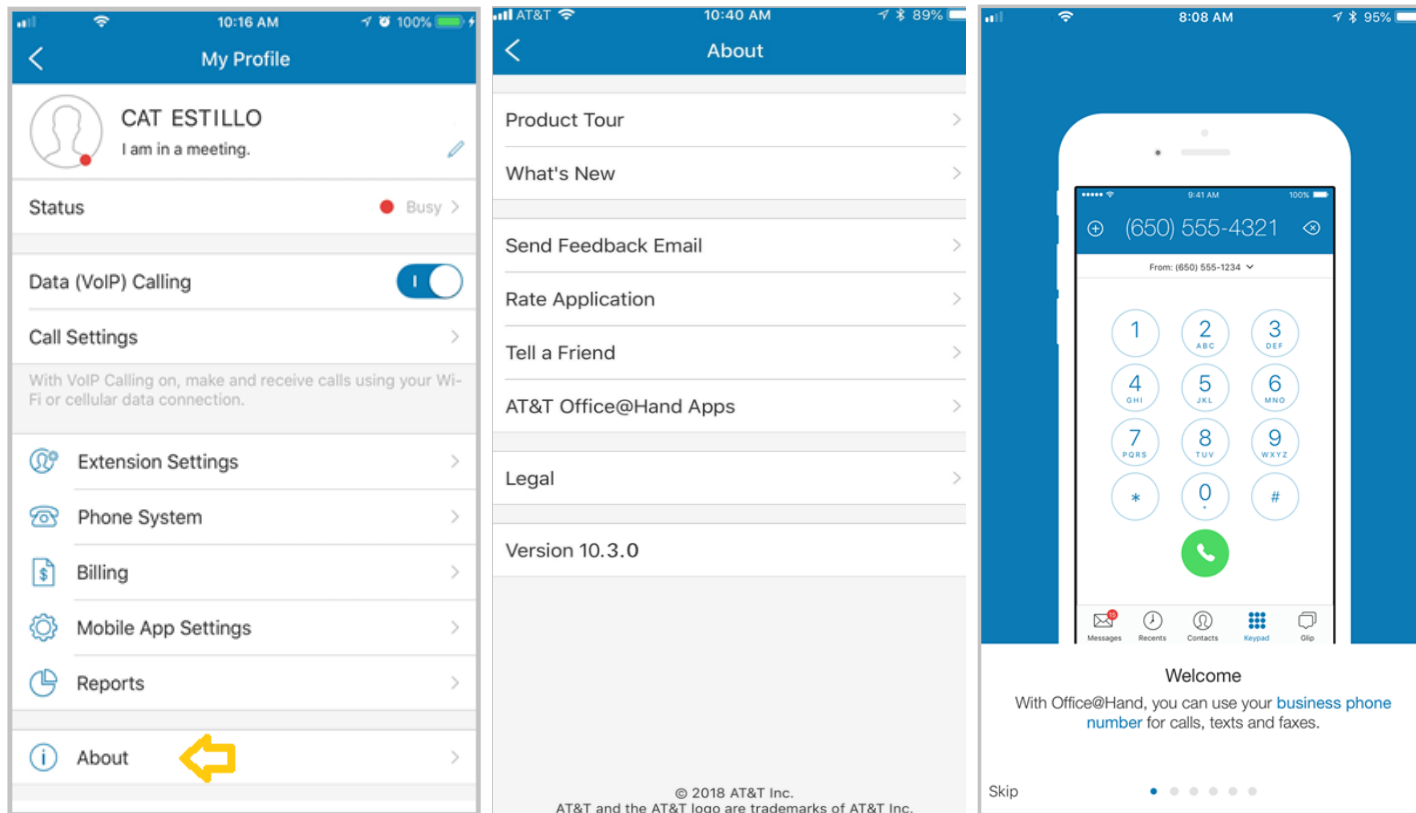 10:16 AM
100%
My Profile
CAT ESTILLO
I am in a meeting.
Status
Busy
Data (VoIP) Calling
Call Settings
With VoIP Calling on, make and receive calls using your Wi-
Fi or cellular data connection.
Extension Settings
Phone System
$
Billing
Mobile App Settings
Reports
i
About
AT&T
10:40 AM
89%
About
Product Tour
What's New
Send Feedback Email
Rate Application
Tell a Friend
AT&T Office@Hand Apps
Legal
Version 10.3.0
© 2018 AT&T Inc.
AT&T and the AT&T logo are trademarks of AT&T Inc.
8:08 AM
95%
9:41 AM
100%
(650) 555-4321
From: (650) 555-1234
1
2
3
ABC
DEF
4
5
6
GHI
JKL
MNO
7
8
9
PQRS
TUV
WXYZ
*
0
#
+
15
Messages
Recents
Contacts
Keypad
Glip
Welcome
With Office@Hand, you can use your business phone
number for calls, texts and faxes.
Skip